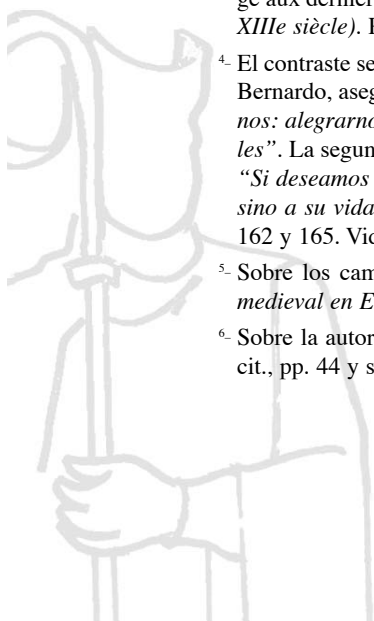 ge aux dernier
XIIIe siècle). E
4- El contraste se
Bernardo, aseg
nos: alegrarno
les”. La segun
“Si deseamos
sino a su vida
162 y 165. Vid
5- Sobre los cam
medieval en E
6- Sobre la autor
cit., pp. 44 y s